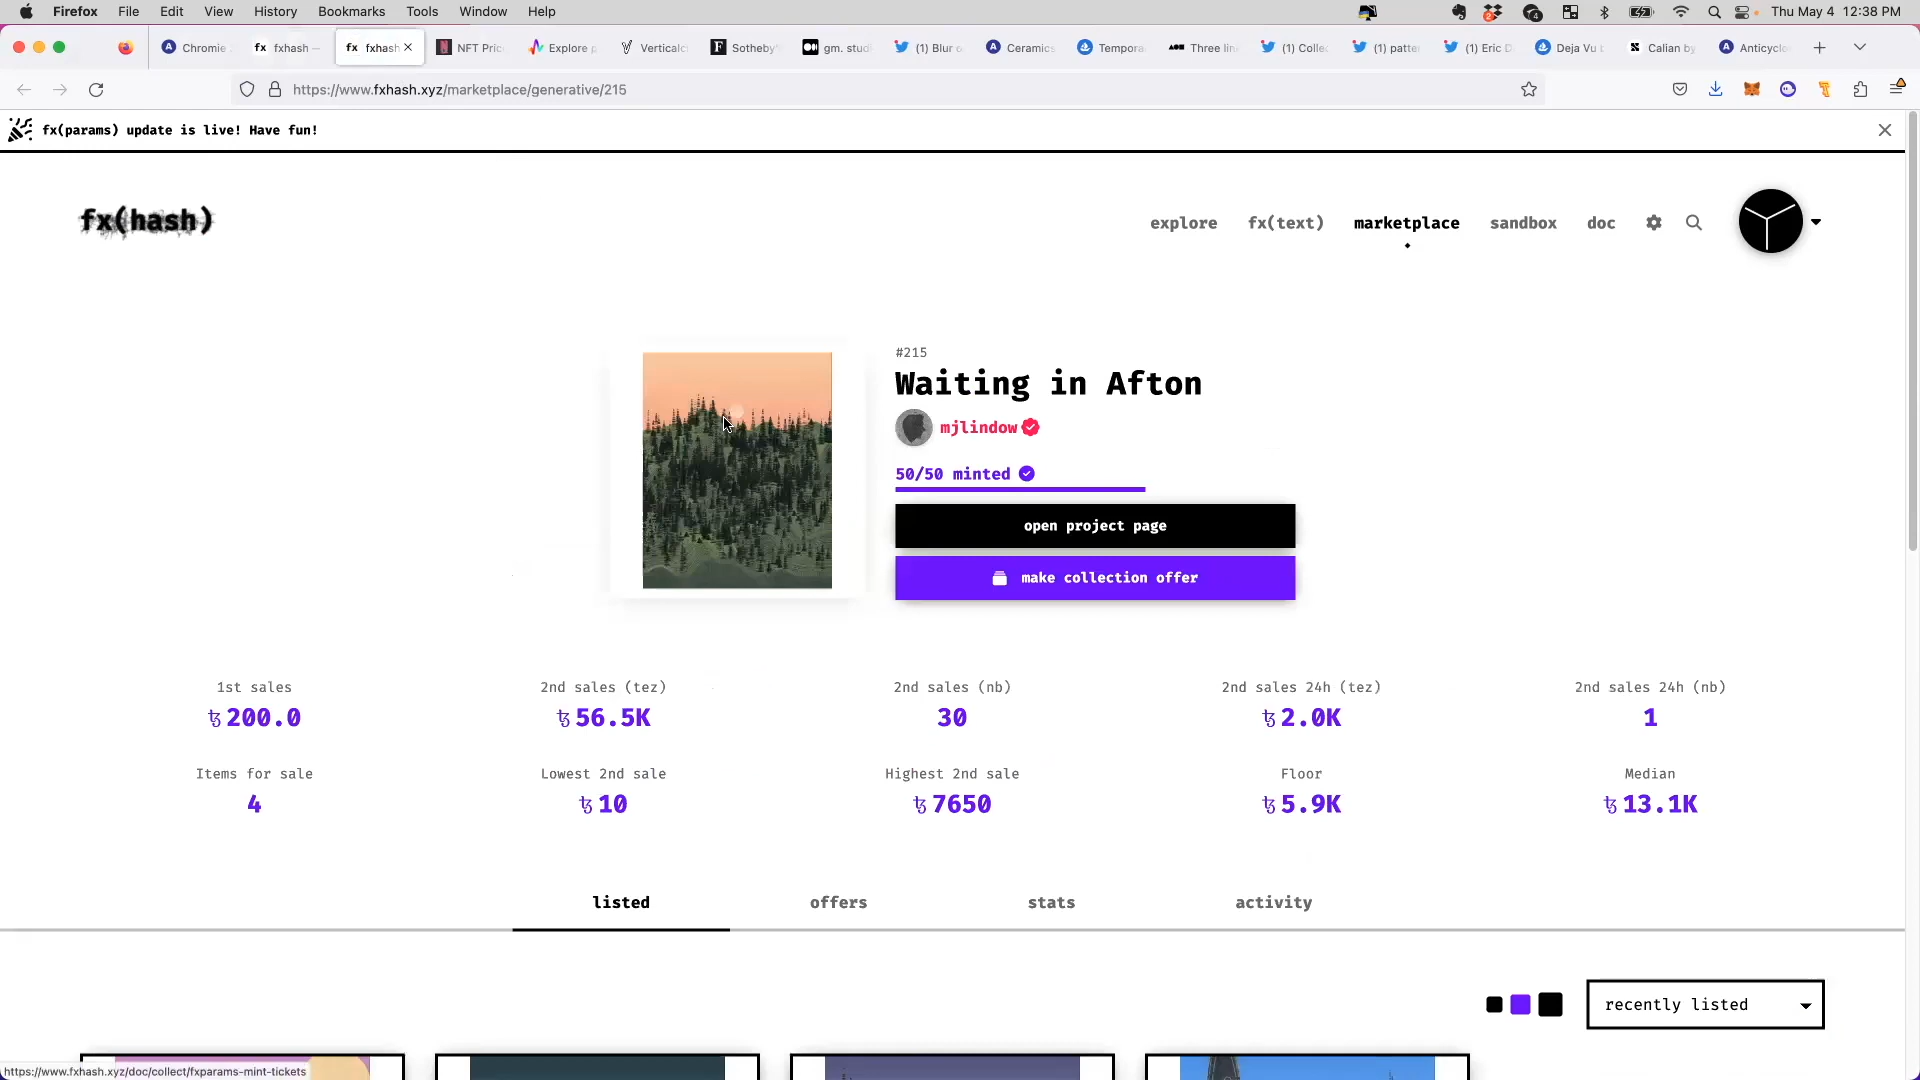 Firefox File Edit View History Bookmarks Tools Window Help Thu May 4 12:38 PM
Chromie fxhash — fxhash NFT Pric Explore p Verticalc Sotheby' gm. stud (1) Blur o Ceramics Tempora Three lin (1) Colle (1) patte (1) Eric D Deja Vu b Calian by Anticyclo
https://www.fxhash.xyz/marketplace/generative/215
fx(params) update is live! Have fun!
fx(hash) explore fx(text) marketplace sandbox doc
#215
Waiting in Afton
mjlindow
50/50 minted
open project page
make collection offer
1st sales 2nd sales (tez) 2nd sales (nb) 2nd sales 24h (tez) 2nd sales 24h (nb)
ꜩ 200.0 ꜩ 56.5K 30 ꜩ 2.0K 1
Items for sale Lowest 2nd sale Highest 2nd sale Floor Median
4 ꜩ 10 ꜩ 7650 ꜩ 5.9K ꜩ 13.1K
listed offers stats activity
recently listed
https://www.fxhash.xyz/doc/collect/fxparams-mint-tickets